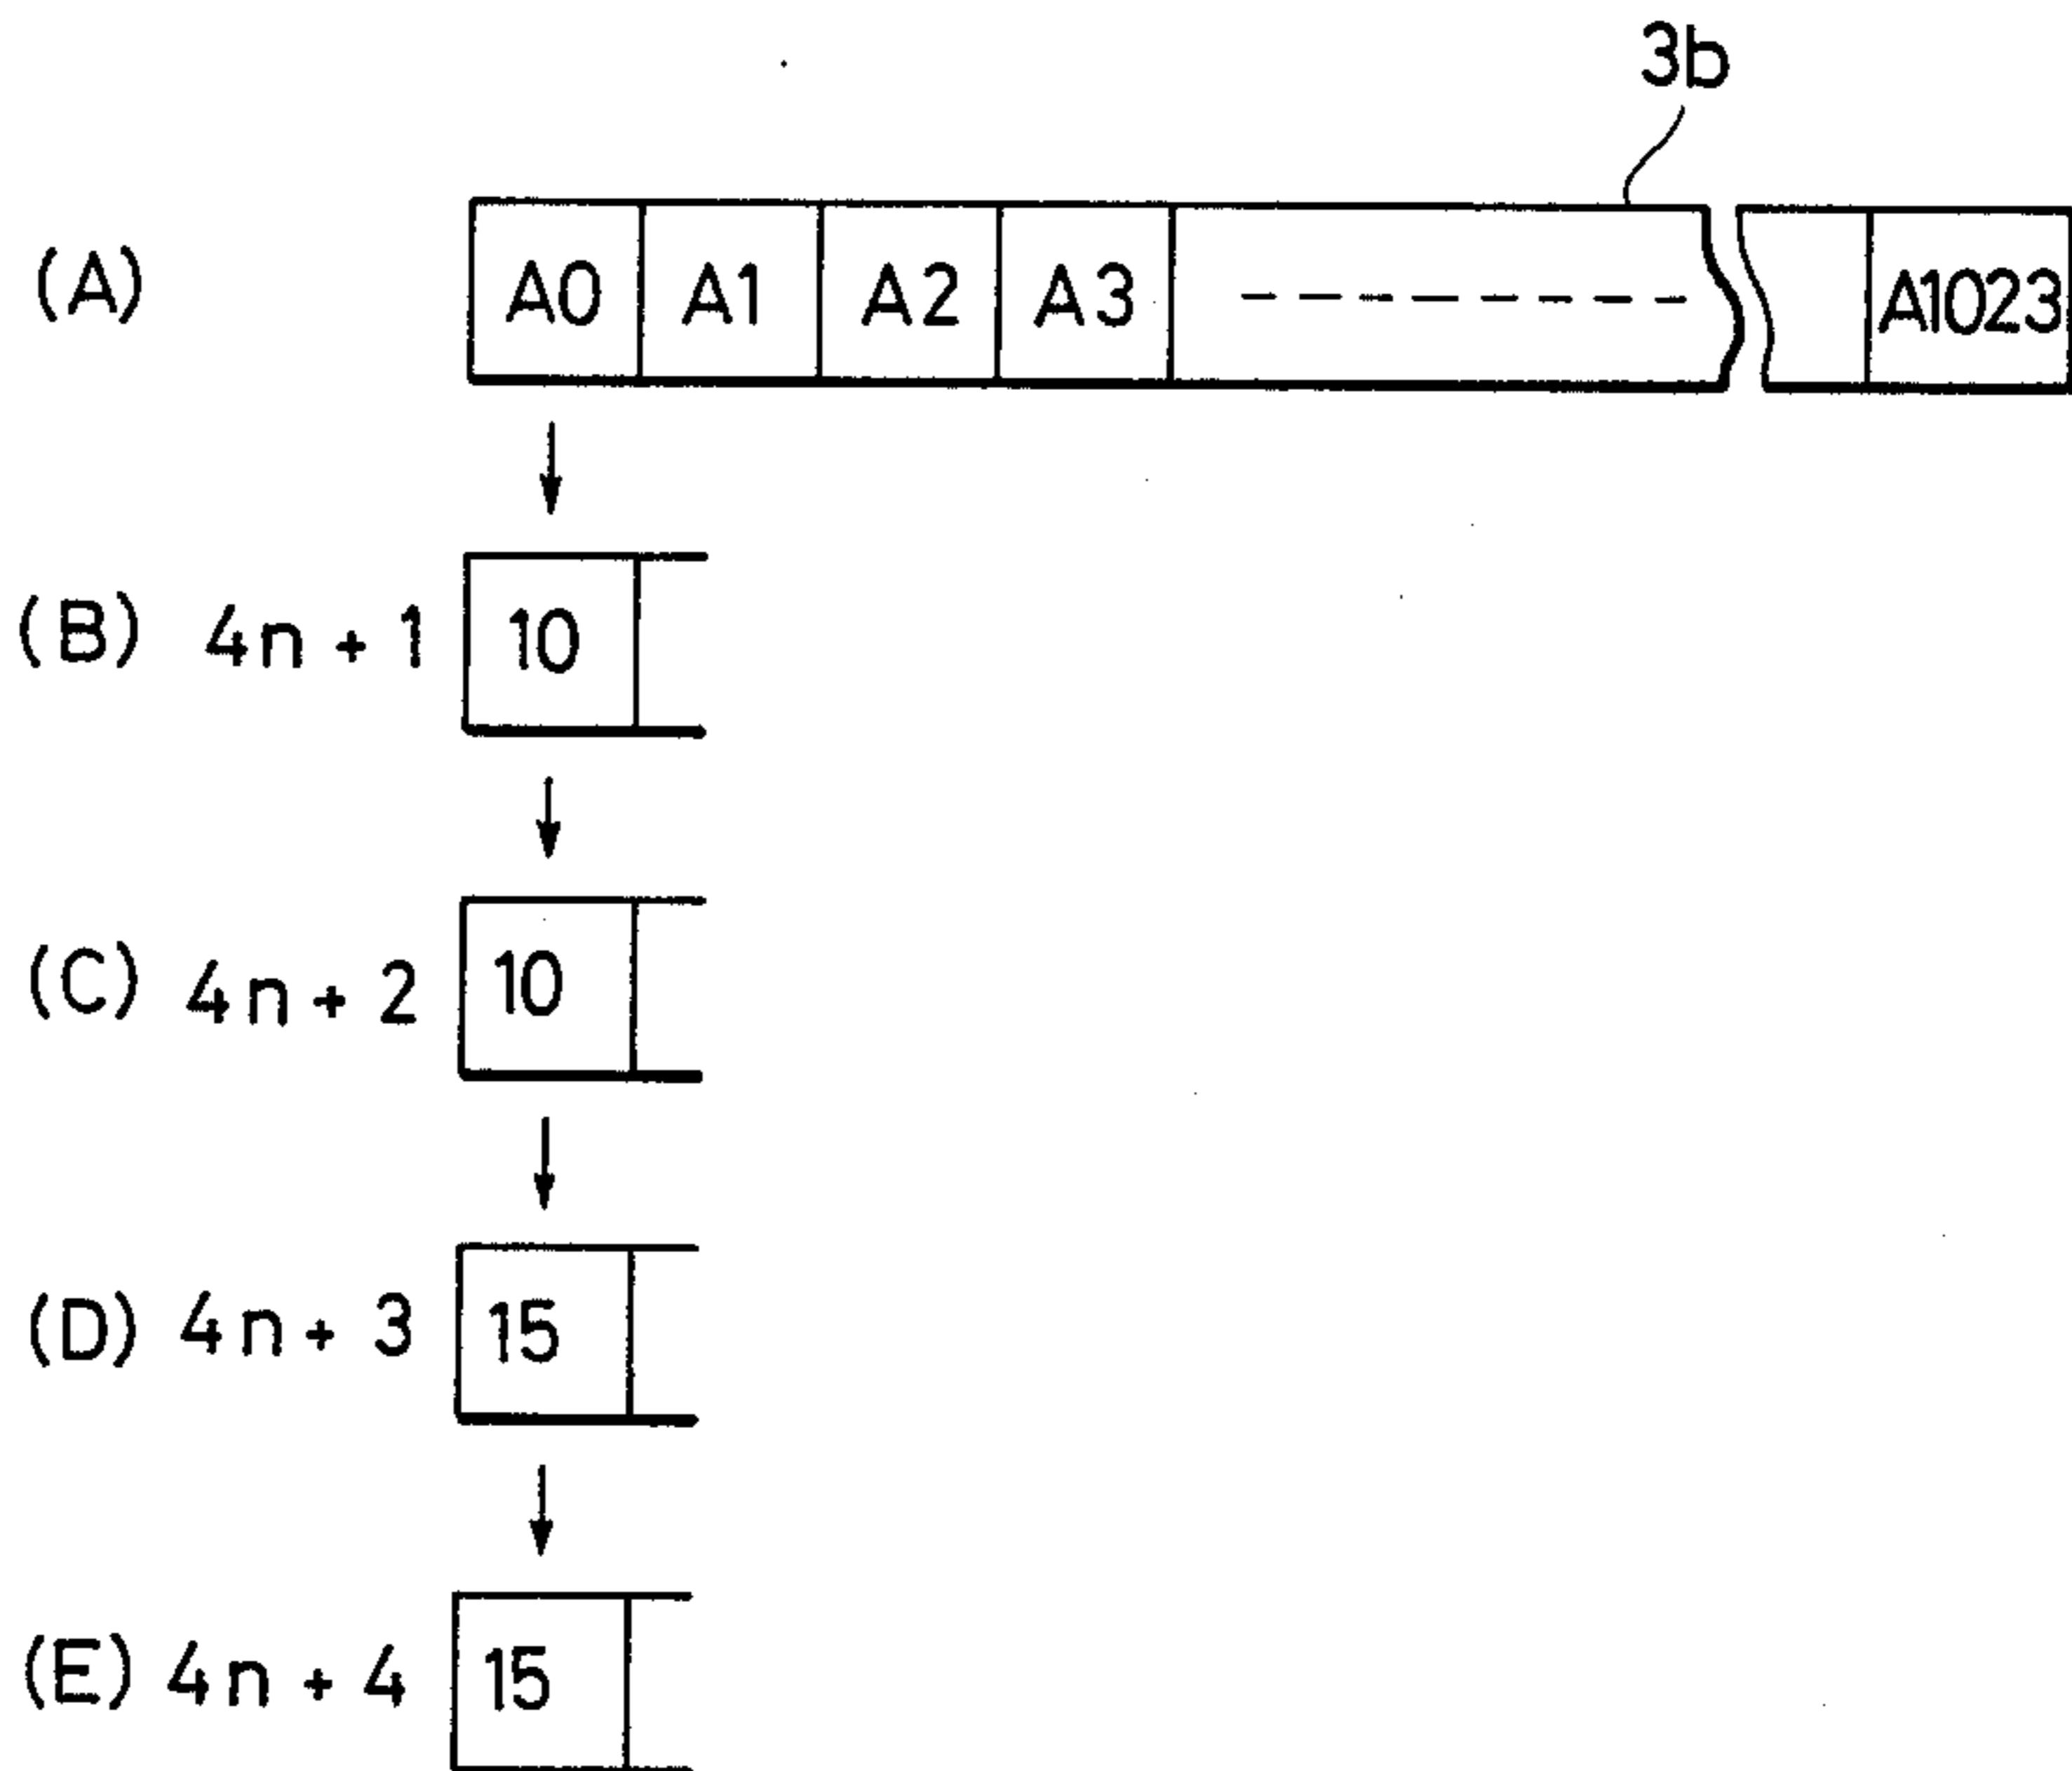 3b
(A) A0 A1 A2 A3 A1023
(B) 4n + 1 10
(C) 4n + 2 10
(D) 4n + 3 15
(E) 4n + 4 15